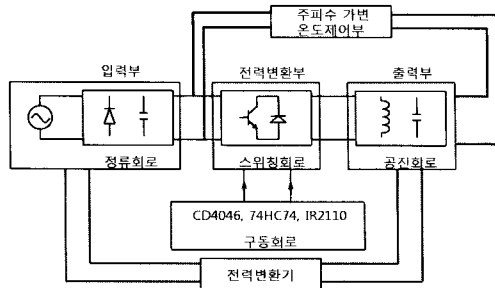 주파수 가변
온도제어부
입력부
전력변환부
출력부
정류회로
스위칭회로
공진회로
CD4046, 74HC74, IR2110
구동회로
전력변환기